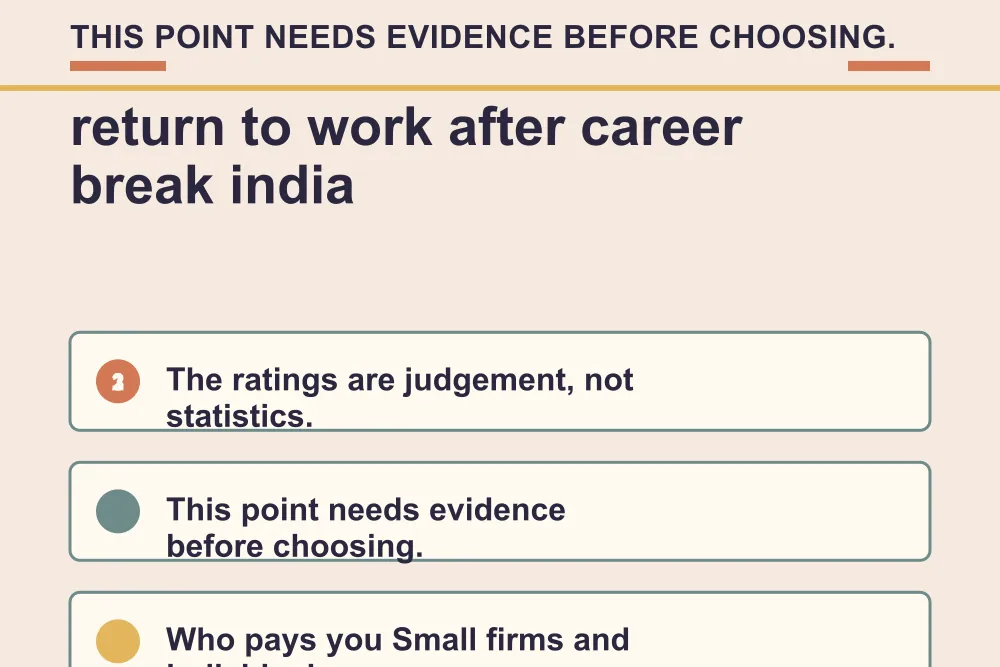 THIS POINT NEEDS EVIDENCE BEFORE CHOOSING.
return to work after career
break india
The ratings are judgement, not
statistics.
This point needs evidence
before choosing.
Who pays you Small firms and